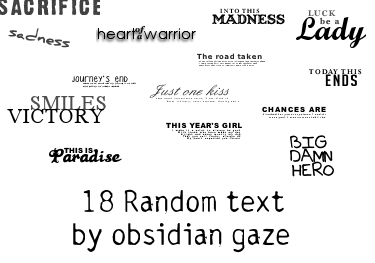 SACRIFICE
sadness
heart of a warrior
INTO THIS
MADNESS
LUCK
be a
Lady
The road taken
TODAY THIS
ENDS
Journey's end
Just one kiss
SMILES
VICTORY
CHANCES ARE
THIS YEAR'S GIRL
THIS IS
Paradise
BIG
DAMN
HERO
18 Random text
by obsidian gaze